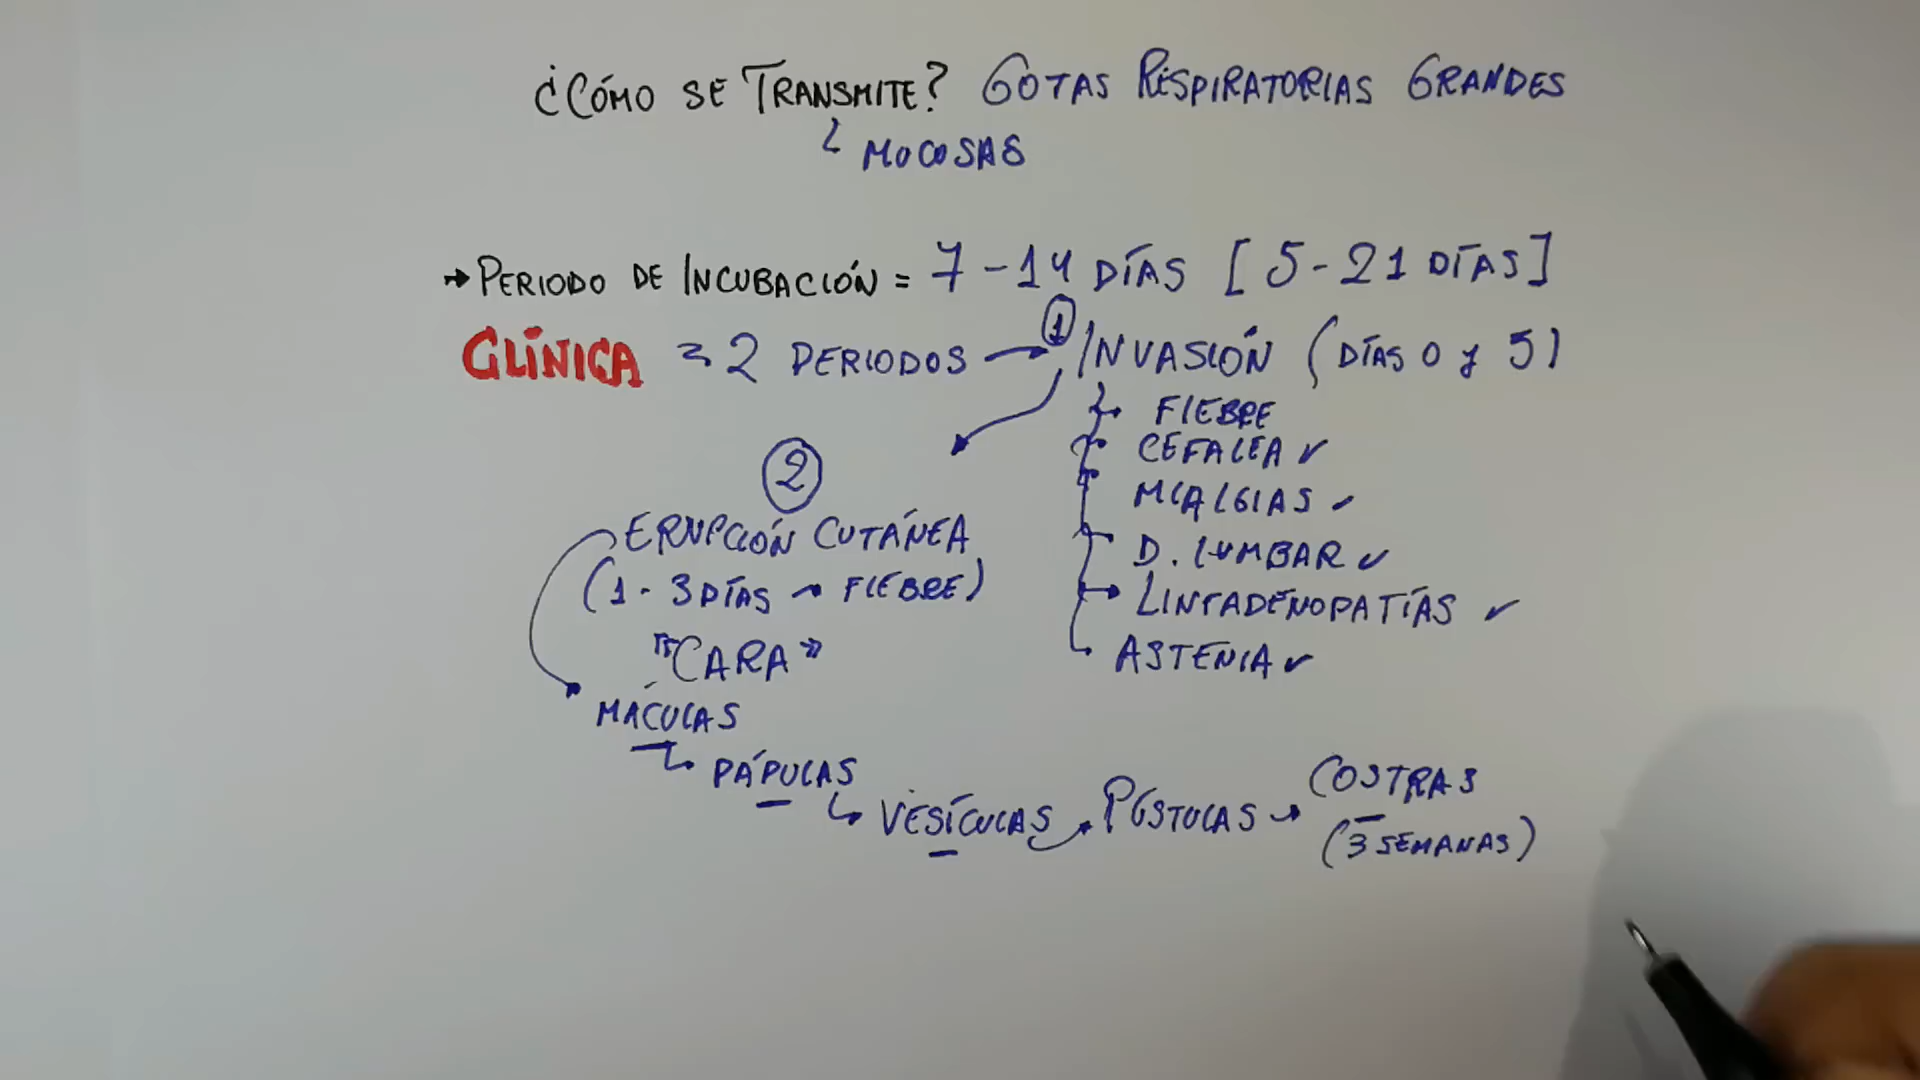 ¿CÓMO SE TRANSMITE? GOTAS RESPIRATORIAS GRANDES
MUCOSAS
PERIODO DE INCUBACIÓN = 7-14 DÍAS [5-21 DÍAS]
CLÍNICA = 2 PERIODOS → ① INVASIÓN (DÍAS 0 y 5)
FIEBRE
CEFALEA ✓
MIALGIAS ✓
D. LUMBAR ✓
LINFADENOPATÍAS ✓
ASTENIA ✓
②
ERUPCIÓN CUTÁNEA
(1-3 DÍAS → FIEBRE)
"CARA"
MÁCULAS
PÁPULAS
VESÍCULAS → PÚSTULAS → COSTRAS
(3 SEMANAS)